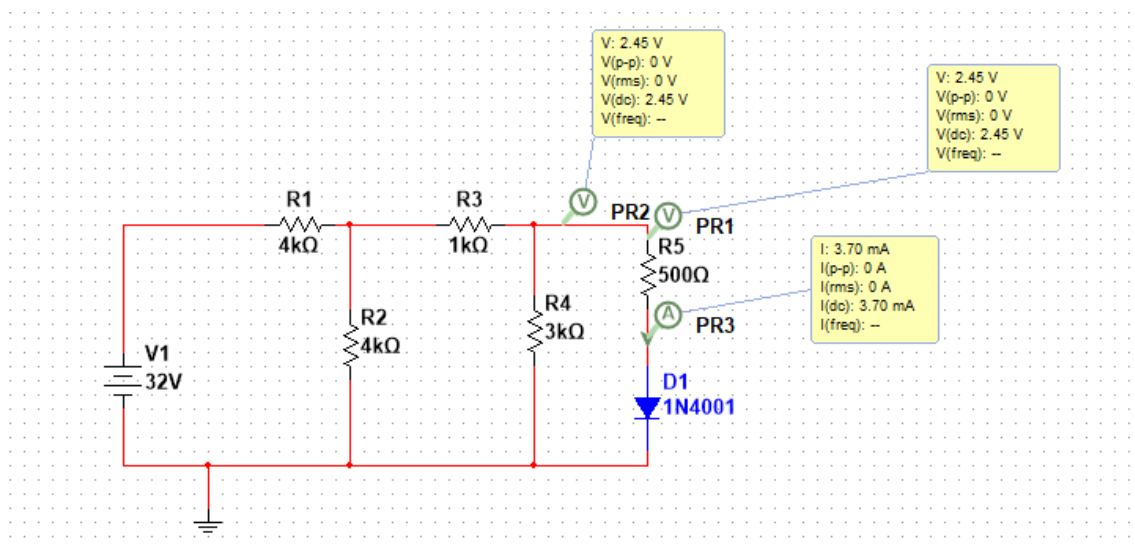 V: 2.45 V
V(p-p): 0 V
V(rms): 0 V
V(dc): 2.45 V
V(freq): --
V: 2.45 V
V(p-p): 0 V
V(rms): 0 V
V(dc): 2.45 V
V(freq): --
R1
4kΩ
R3
1kΩ
V
PR2
V
PR1
R5
500Ω
I: 3.70 mA
I(p-p): 0 A
I(rms): 0 A
I(dc): 3.70 mA
I(freq): --
A
PR3
R2
4kΩ
R4
3kΩ
V1
32V
D1
1N4001